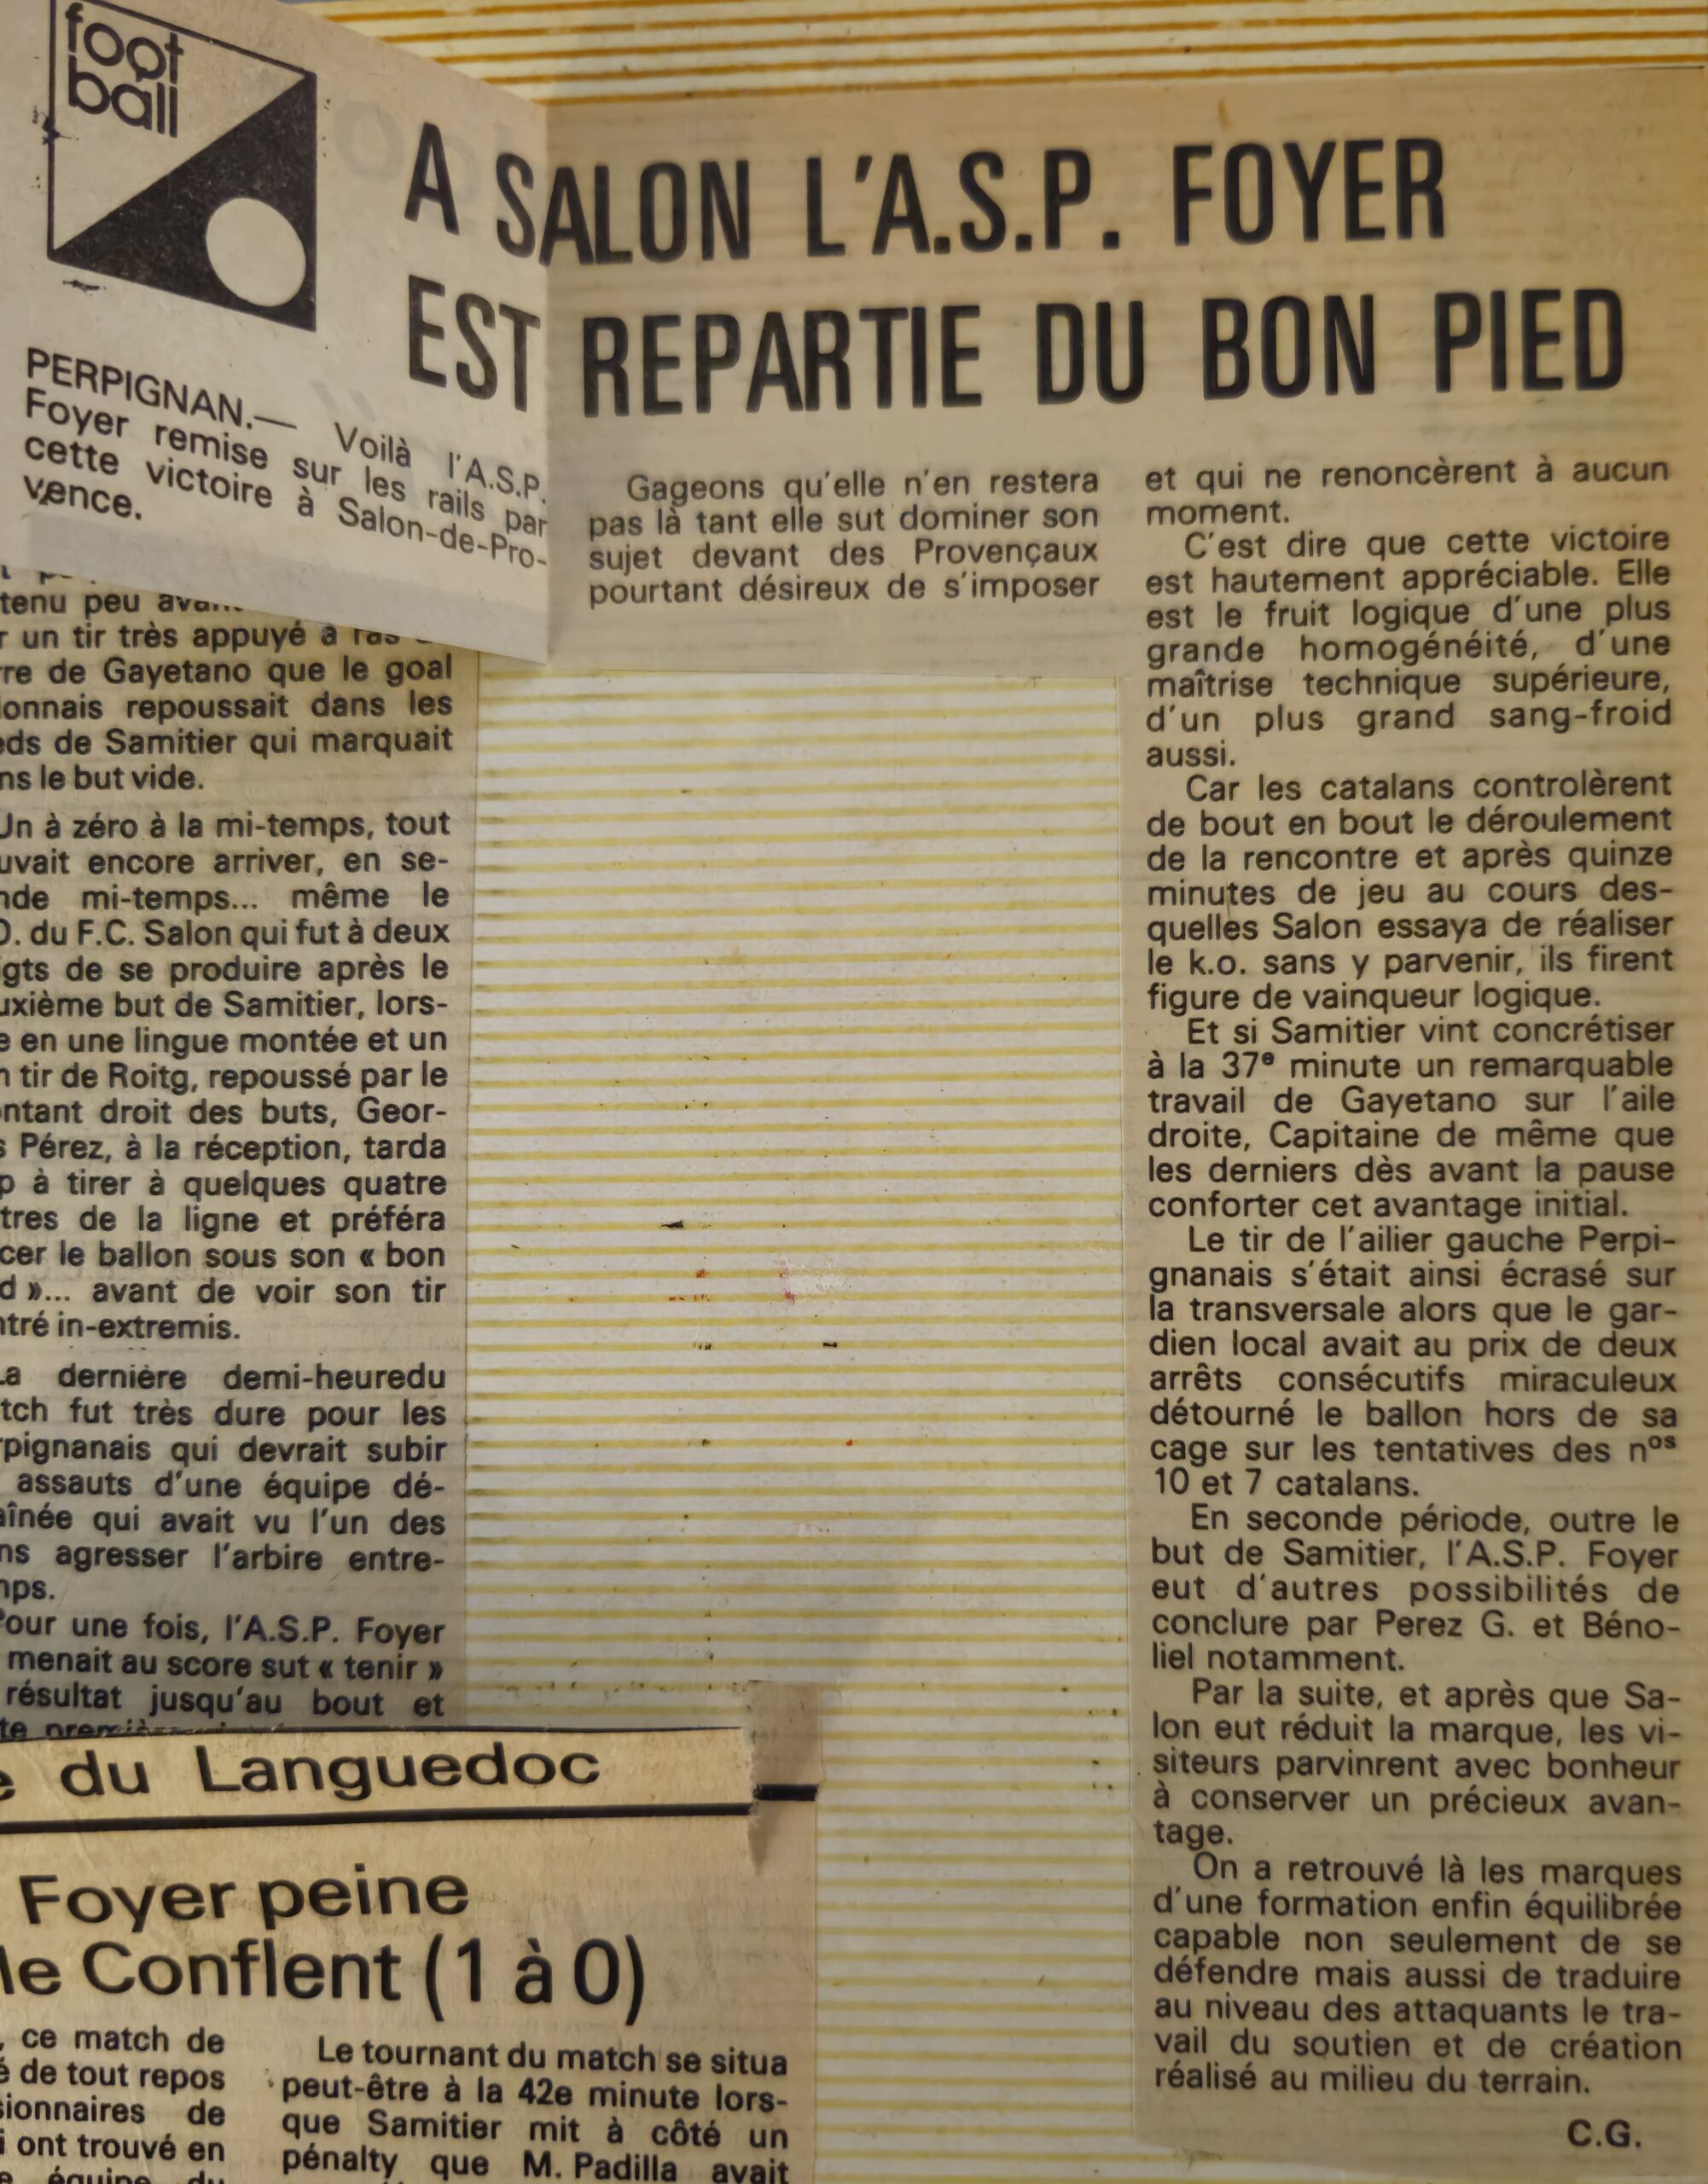 foot
ball
A SALON L'A.S.P. FOYER
EST REPARTIE DU BON PIED
PERPIGNAN.— Voilà l'A.S.P.
Foyer remise sur les rails par
cette victoire à Salon-de-Pro-
vence.
Gageons qu'elle n'en restera
pas là tant elle sut dominer son
sujet devant des Provençaux
pourtant désireux de s'imposer
et qui ne renoncèrent à aucun
moment.
C'est dire que cette victoire
est hautement appréciable. Elle
est le fruit logique d'une plus
grande homogénéité, d'une
maîtrise technique supérieure,
d'un plus grand sang-froid
aussi.
Car les catalans controlèrent
de bout en bout le déroulement
de la rencontre et après quinze
minutes de jeu au cours des-
quelles Salon essaya de réaliser
le k.o. sans y parvenir, ils firent
figure de vainqueur logique.
Et si Samitier vint concrétiser
à la 37e minute un remarquable
travail de Gayetano sur l'aile
droite, Capitaine de même que
les derniers dès avant la pause
conforter cet avantage initial.
Le tir de l'ailier gauche Perpi-
gnanais s'était ainsi écrasé sur
la transversale alors que le gar-
dien local avait au prix de deux
arrêts consécutifs miraculeux
détourné le ballon hors de sa
cage sur les tentatives des nos
10 et 7 catalans.
En seconde période, outre le
but de Samitier, l'A.S.P. Foyer
eut d'autres possibilités de
conclure par Perez G. et Béno-
liel notamment.
Par la suite, et après que Sa-
lon eut réduit la marque, les vi-
siteurs parvinrent avec bonheur
à conserver un précieux avan-
tage.
On a retrouvé là les marques
d'une formation enfin équilibrée
capable non seulement de se
défendre mais aussi de traduire
au niveau des attaquants le tra-
vail du soutien et de création
réalisé au milieu du terrain.
C.G.
tenu peu
r un tir très appuyé à ras
rre de Gayetano que le goal
lonnais repoussait dans les
eds de Samitier qui marquait
ns le but vide.
Un à zéro à la mi-temps, tout
uvait encore arriver, en se-
nde mi-temps... même le
O. du F.C. Salon qui fut à deux
igts de se produire après le
uxième but de Samitier, lors-
e en une lingue montée et un
n tir de Roitg, repoussé par le
ontant droit des buts, Geor-
s Pérez, à la réception, tarda
p à tirer à quelques quatre
tres de la ligne et préféra
cer le ballon sous son « bon
d »... avant de voir son tir
ntré in-extremis.
La dernière demi-heuredu
tch fut très dure pour les
rpignanais qui devrait subir
assauts d'une équipe dé-
aînée qui avait vu l'un des
ns agresser l'arbire entre-
mps.
Pour une fois, l'A.S.P. Foyer
menait au score sut « tenir »
résultat jusqu'au bout et
te
e du Languedoc
Foyer peine
le Conflent (1 à 0)
, ce match de
é de tout repos
sionnaires de
i ont trouvé en
e équipe du
Le tournant du match se situa
peut-être à la 42e minute lors-
que Samitier mit à côté un
pénalty que M. Padilla avait